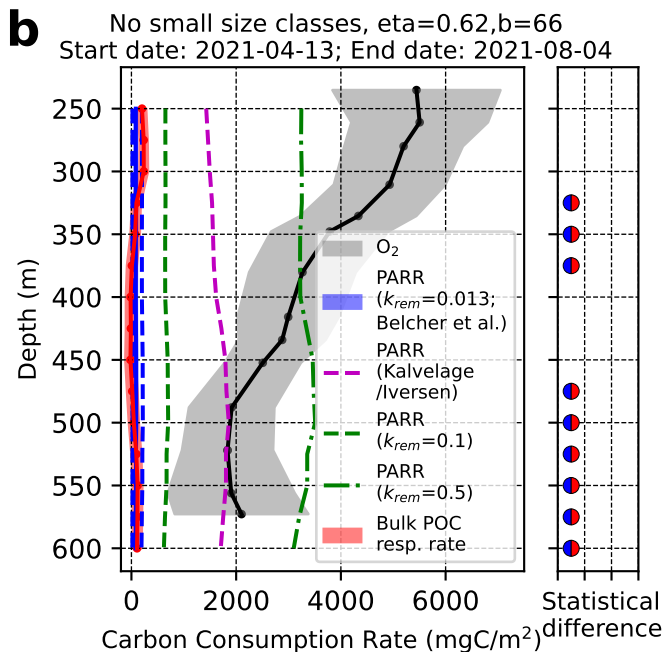 b
No small size classes, eta=0.62,b=66
Start date: 2021-04-13; End date: 2021-08-04
250
300
350
400
450
500
550
600
Depth (m)
O₂
PARR
(k_rem=0.013;
Belcher et al.)
PARR
(Kalvelage
/Iversen)
PARR
(k_rem=0.1)
PARR
(k_rem=0.5)
Bulk POC
resp. rate
0 2000 4000 6000
Carbon Consumption Rate (mgC/m²)
Statistical
difference